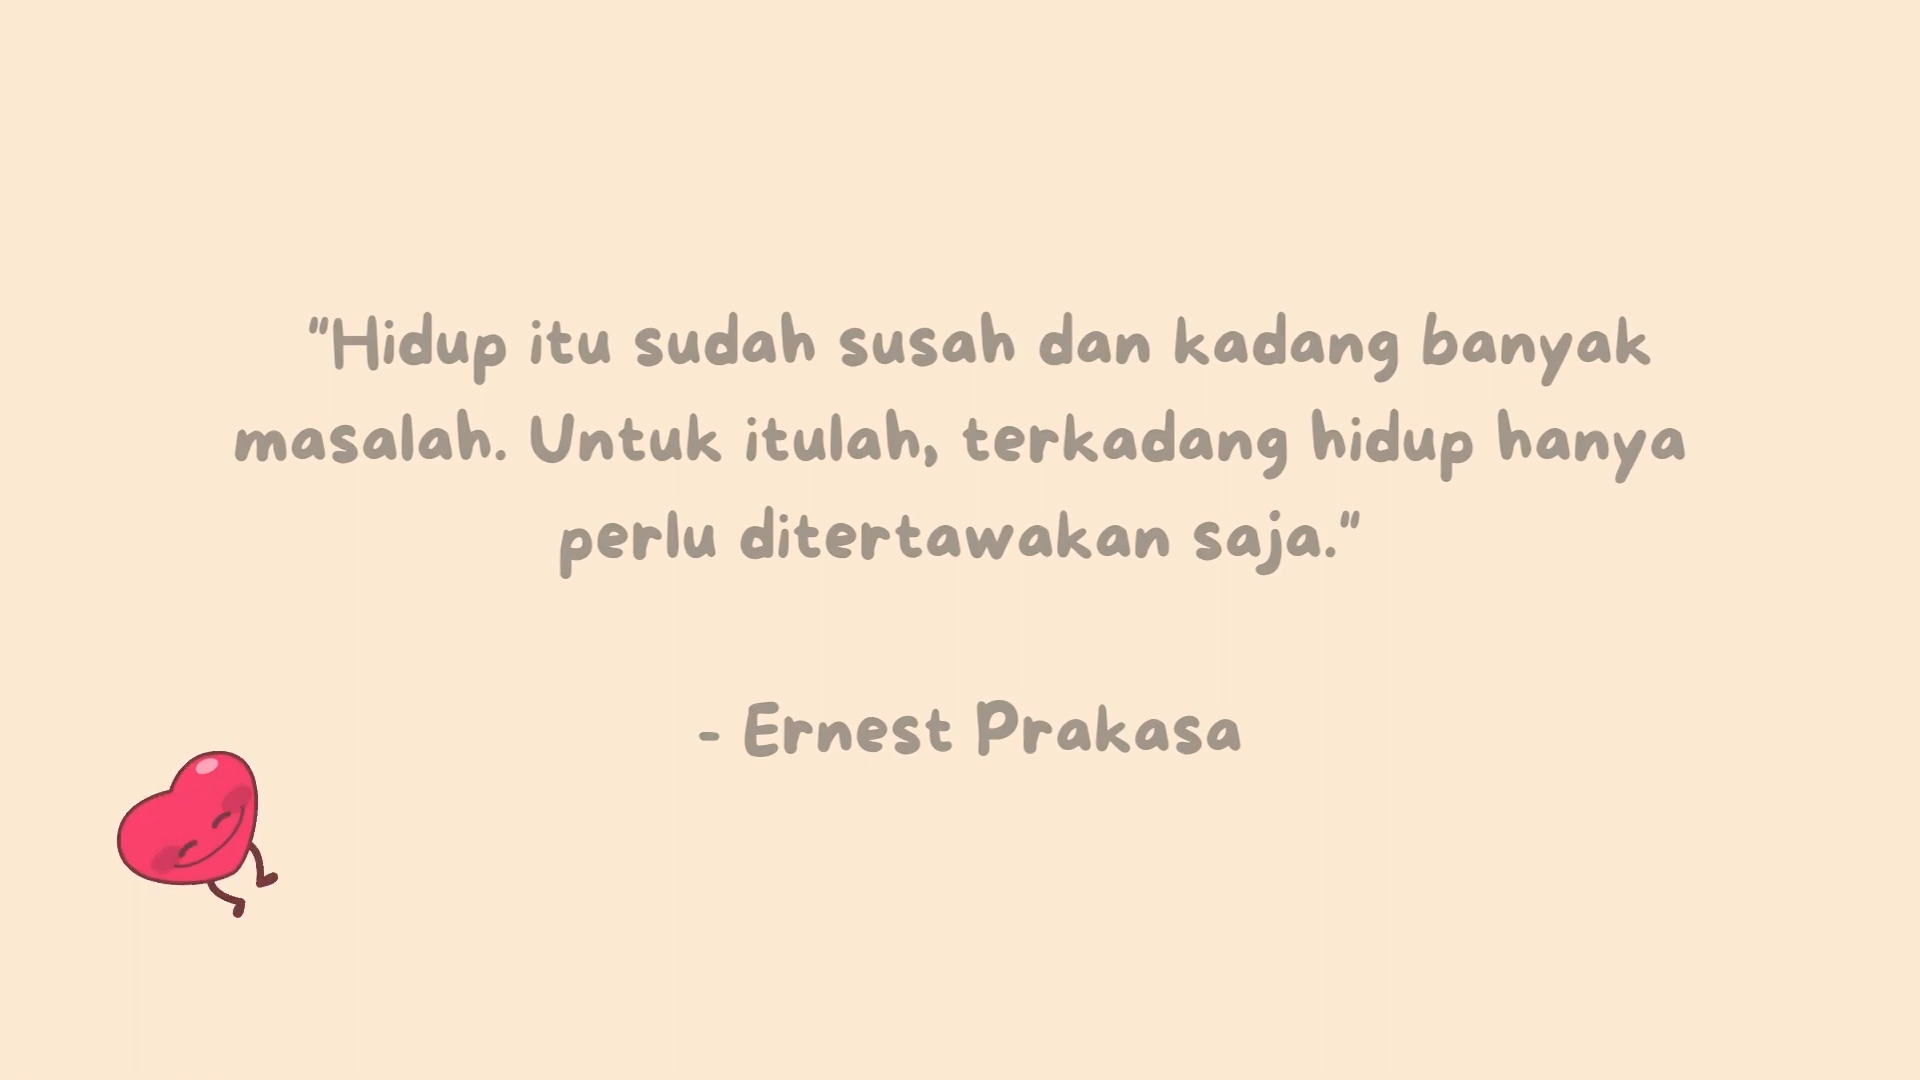 "Hidup itu sudah susah dan kadang banyak
masalah. Untuk itulah, terkadang hidup hanya
perlu ditertawakan saja."
- Ernest Prakasa